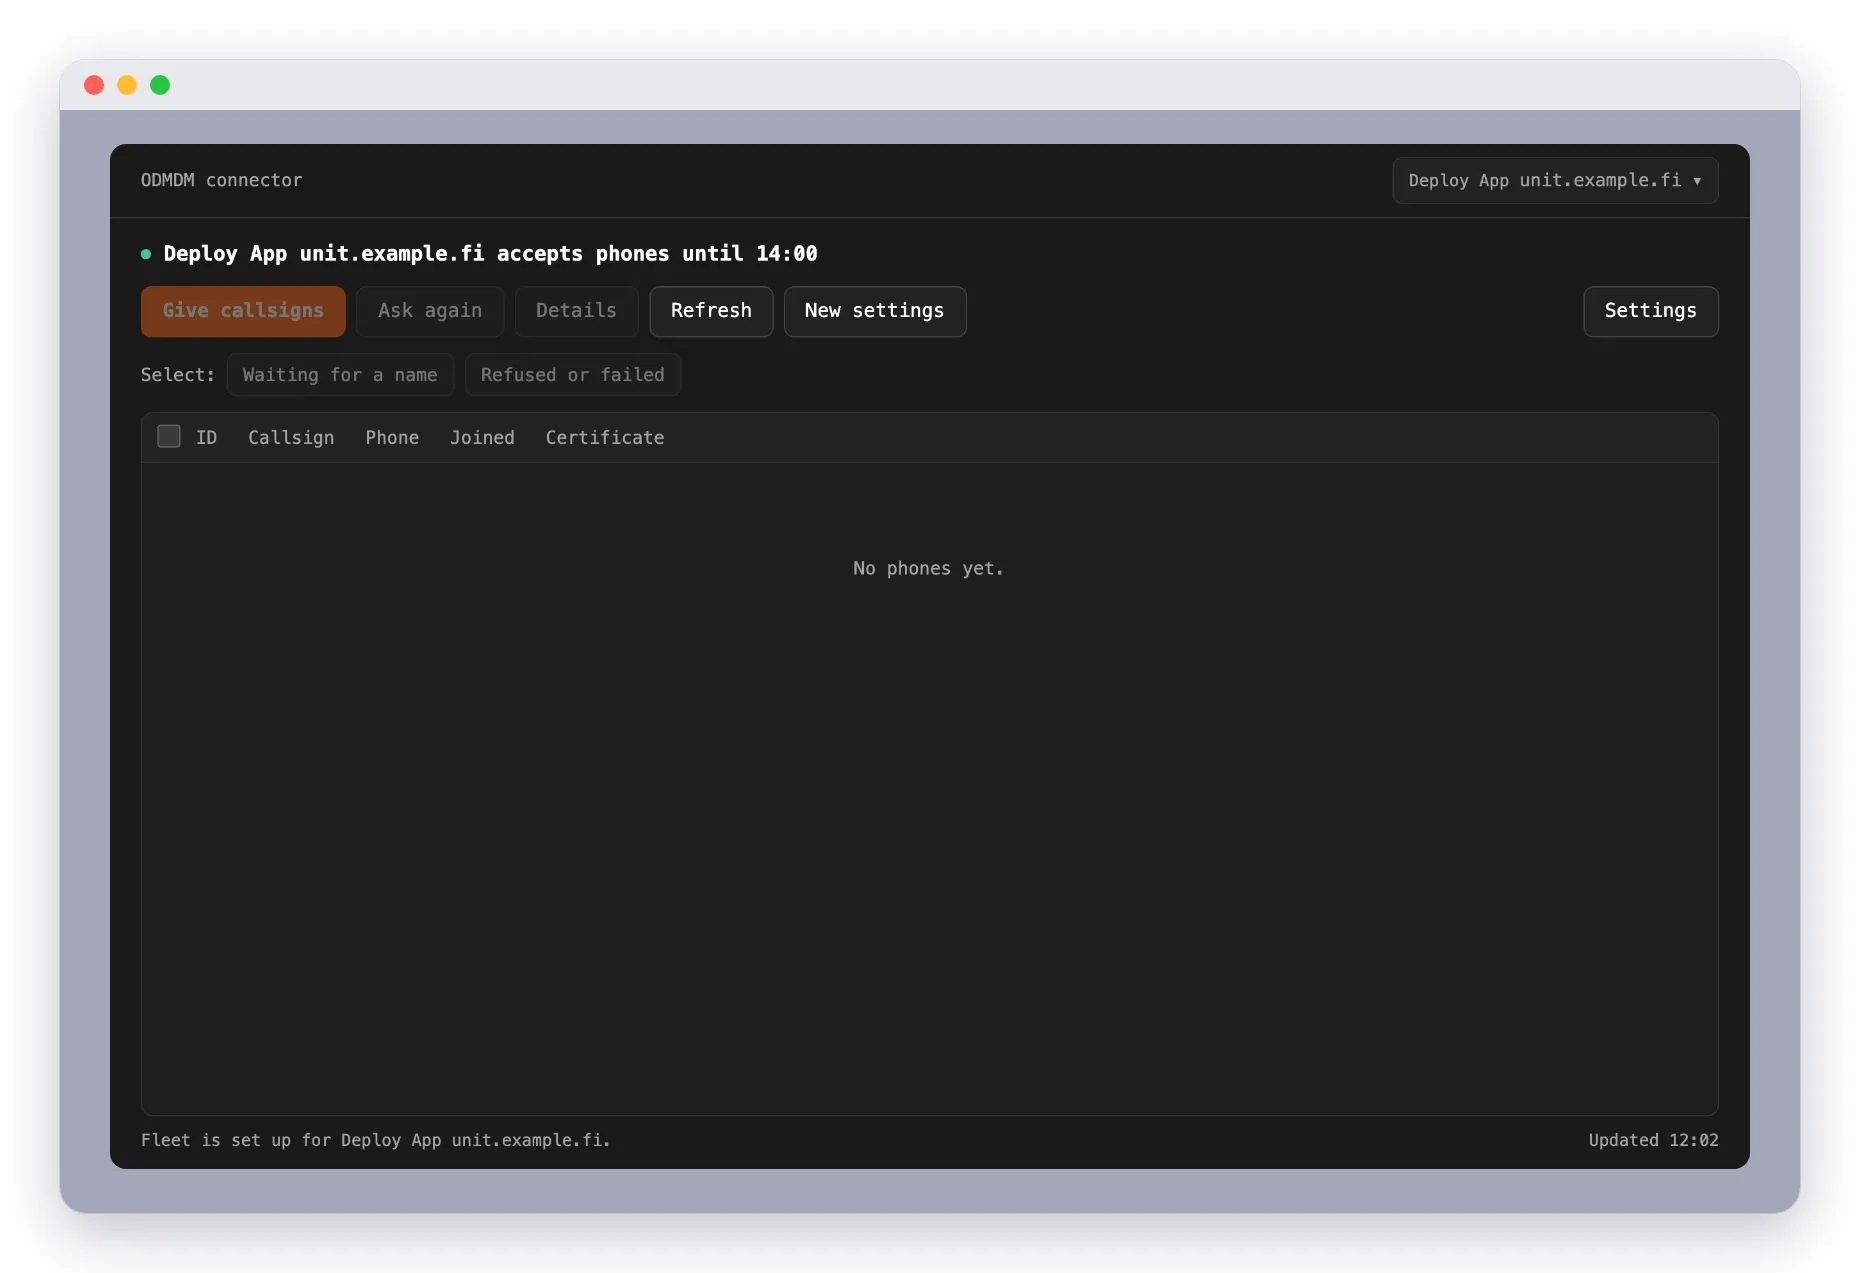 ODMDM connector
Deploy App unit.example.fi ▾
Deploy App unit.example.fi accepts phones until 14:00
Give callsigns
Ask again
Details
Refresh
New settings
Settings
Select:
Waiting for a name
Refused or failed
ID
Callsign
Phone
Joined
Certificate
No phones yet.
Fleet is set up for Deploy App unit.example.fi.
Updated 12:02